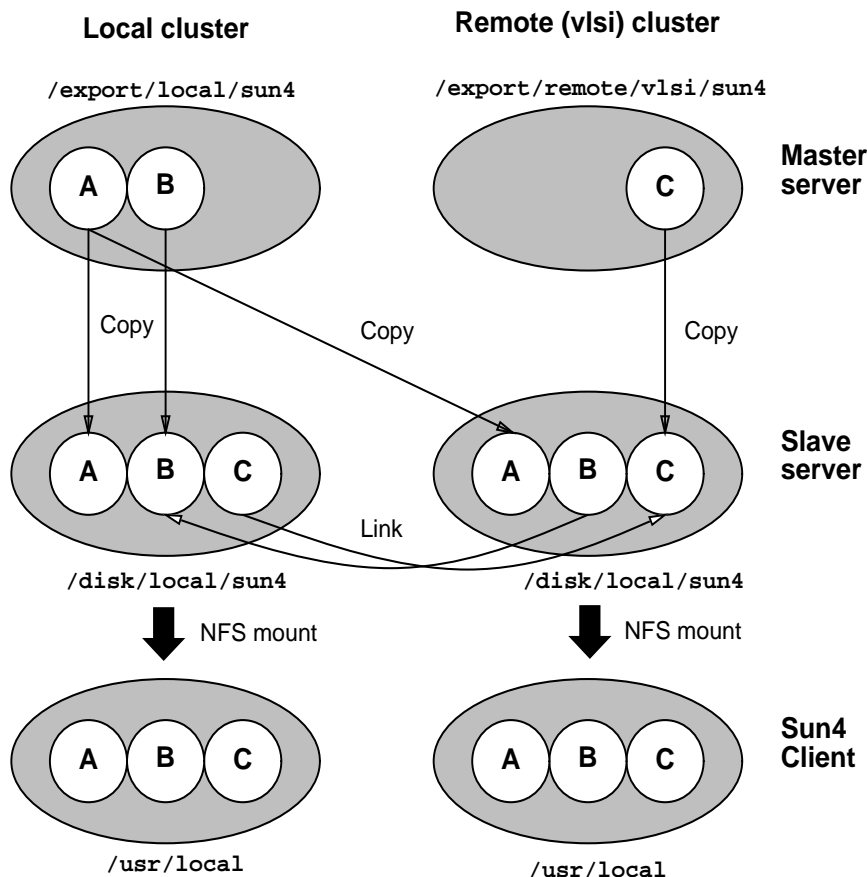 Local cluster
Remote (vlsi) cluster
/export/local/sun4
/export/remote/vlsi/sun4
A
B
C
Master
server
Copy
Copy
Copy
A
B
C
A
B
C
Slave
server
Link
/disk/local/sun4
/disk/local/sun4
NFS mount
NFS mount
A
B
C
A
B
C
Sun4
Client
/usr/local
/usr/local